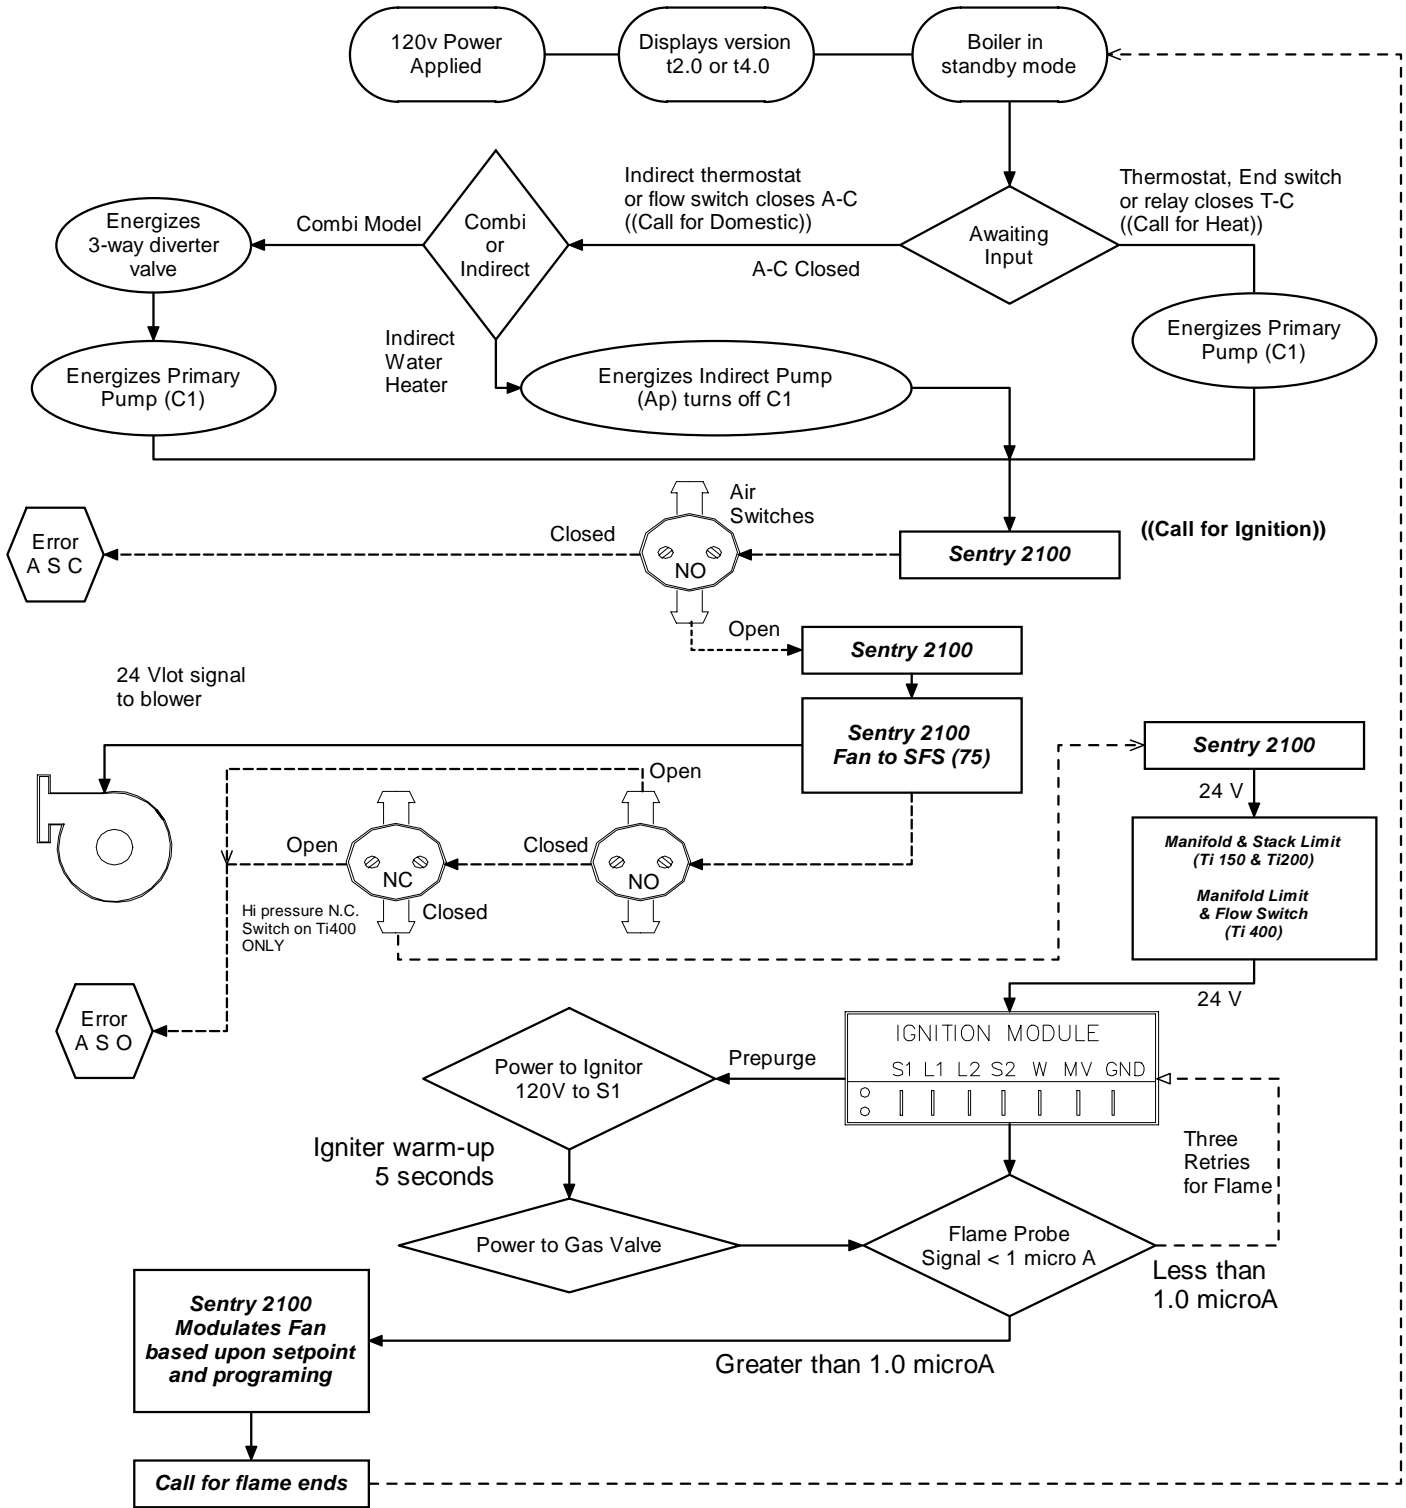 120v Power
Applied
Displays version
t2.0 or t4.0
Boiler in
standby mode
Indirect thermostat
or flow switch closes A-C
((Call for Domestic))
Thermostat, End switch
or relay closes T-C
((Call for Heat))
Energizes
3-way diverter
valve
Combi Model
Combi
or
Indirect
A-C Closed
Awaiting
Input
Indirect
Water
Heater
Energizes Primary
Pump (C1)
Energizes Primary
Pump (C1)
Energizes Indirect Pump
(Ap) turns off C1
Air
Switches
Closed
NO
Error
A S C
Sentry 2100
((Call for Ignition))
Open
Sentry 2100
24 Vlot signal
to blower
Sentry 2100
Fan to SFS (75)
Sentry 2100
Open
24 V
Open
NC
Closed
NO
Closed
Hi pressure N.C.
Switch on Ti400
ONLY
Manifold & Stack Limit
(Ti 150 & Ti200)
Manifold Limit
& Flow Switch
(Ti 400)
24 V
Error
A S O
IGNITION MODULE
S1 L1 L2 S2 W MV GND
Prepurge
Power to Ignitor
120V to S1
Igniter warm-up
5 seconds
Three
Retries
for Flame
Power to Gas Valve
Flame Probe
Signal < 1 micro A
Less than
1.0 microA
Sentry 2100
Modulates Fan
based upon setpoint
and programing
Greater than 1.0 microA
Call for flame ends